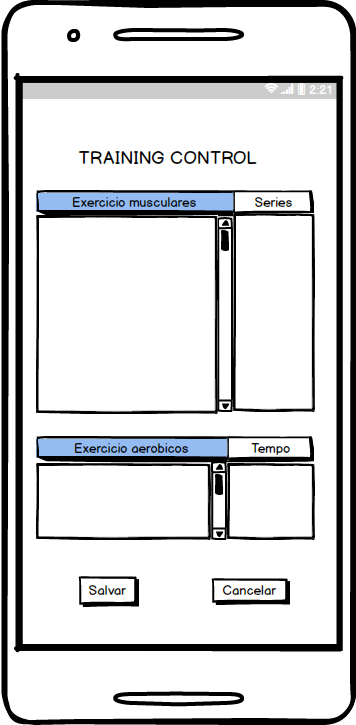 2:21
TRAINING CONTROL
Exercicio musculares Series
Exercicio aerobicos Tempo
Salvar Cancelar